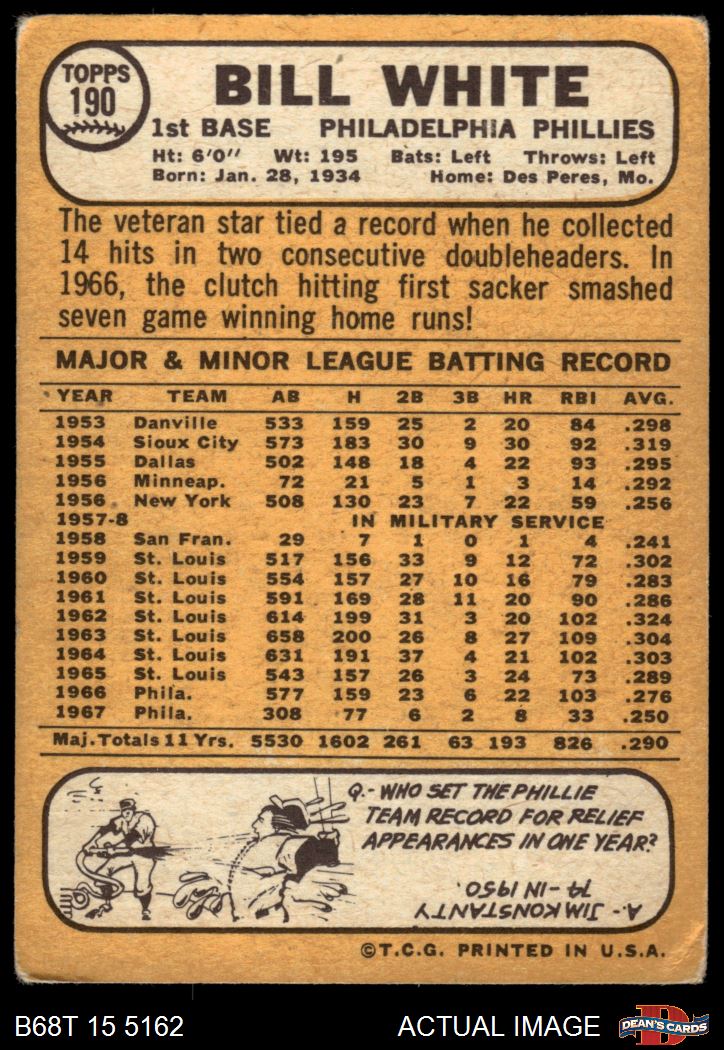 TOPPS
190
BILL WHITE
1st BASE PHILADELPHIA PHILLIES
Ht: 6'0" Wt: 195 Bats: Left Throws: Left
Born: Jan. 28, 1934 Home: Des Peres, Mo.
The veteran star tied a record when he collected
14 hits in two consecutive doubleheaders. In
1966, the clutch hitting first sacker smashed
seven game winning home runs!
MAJOR & MINOR LEAGUE BATTING RECORD
YEAR TEAM AB H 2B 3B HR RBI AVG.
1953 Danville 533 159 25 2 20 84 .298
1954 Sioux City 573 183 30 9 30 92 .319
1955 Dallas 502 148 18 4 22 93 .295
1956 Minneap. 72 21 5 1 3 14 .292
1956 New York 508 130 23 7 22 59 .256
1957-8 IN MILITARY SERVICE
1958 San Fran. 29 7 1 0 1 4 .241
1959 St. Louis 517 156 33 9 12 72 .302
1960 St. Louis 554 157 27 10 16 79 .283
1961 St. Louis 591 169 28 11 20 90 .286
1962 St. Louis 614 199 31 3 20 102 .324
1963 St. Louis 658 200 26 8 27 109 .304
1964 St. Louis 631 191 37 4 21 102 .303
1965 St. Louis 543 157 26 3 24 73 .289
1966 Phila. 577 159 23 6 22 103 .276
1967 Phila. 308 77 6 2 8 33 .250
Maj. Totals 11 Yrs. 5530 1602 261 63 193 826 .290
Q.- WHO SET THE PHILLIE
TEAM RECORD FOR RELIEF
APPEARANCES IN ONE YEAR?
A.- JIM KONSTANTY
74 -IN 1950.
©T.C.G. PRINTED IN U.S.A.
B68T 15 5162 ACTUAL IMAGE
D
DEAN'S CARDS